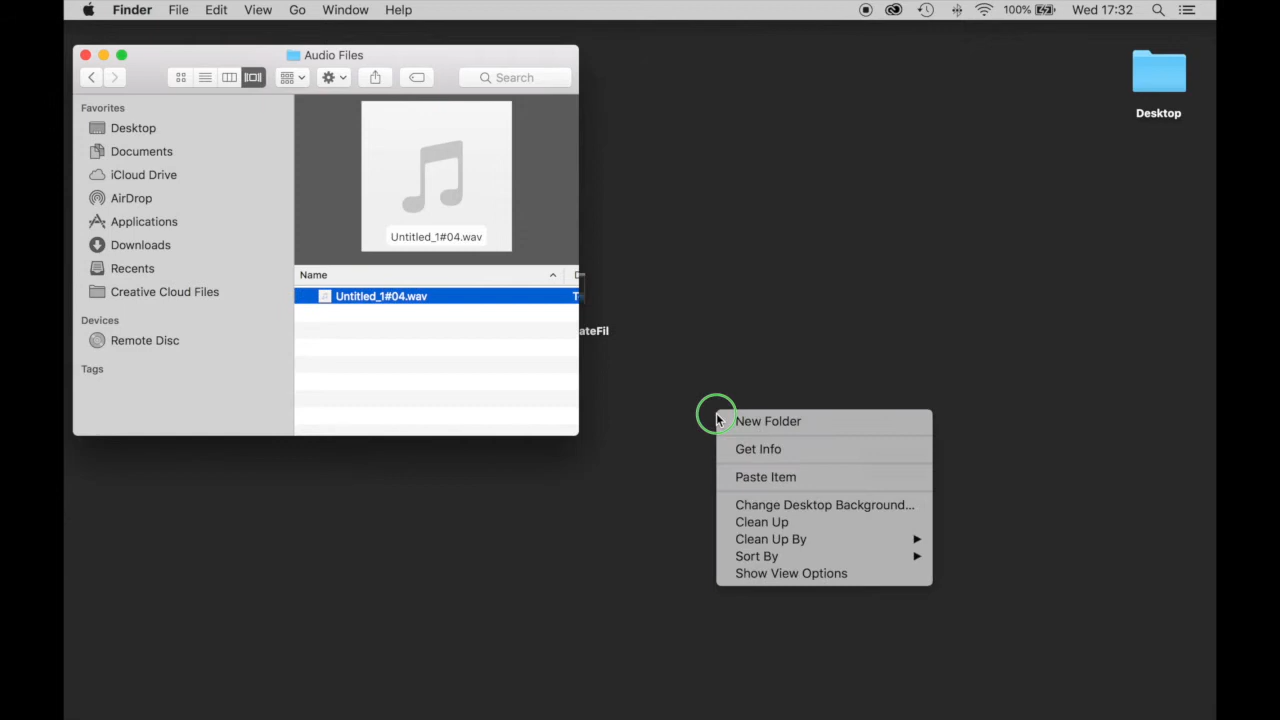 Finder File Edit View Go Window Help 100% Wed 17:32
Audio Files
Search
Favorites
Desktop
Documents
iCloud Drive
AirDrop
Applications
Downloads
Recents
Creative Cloud Files
Devices
Remote Disc
Tags
Untitled_1#04.wav
Name
Untitled_1#04.wav
ateFil
Desktop
New Folder
Get Info
Paste Item
Change Desktop Background...
Clean Up
Clean Up By
Sort By
Show View Options